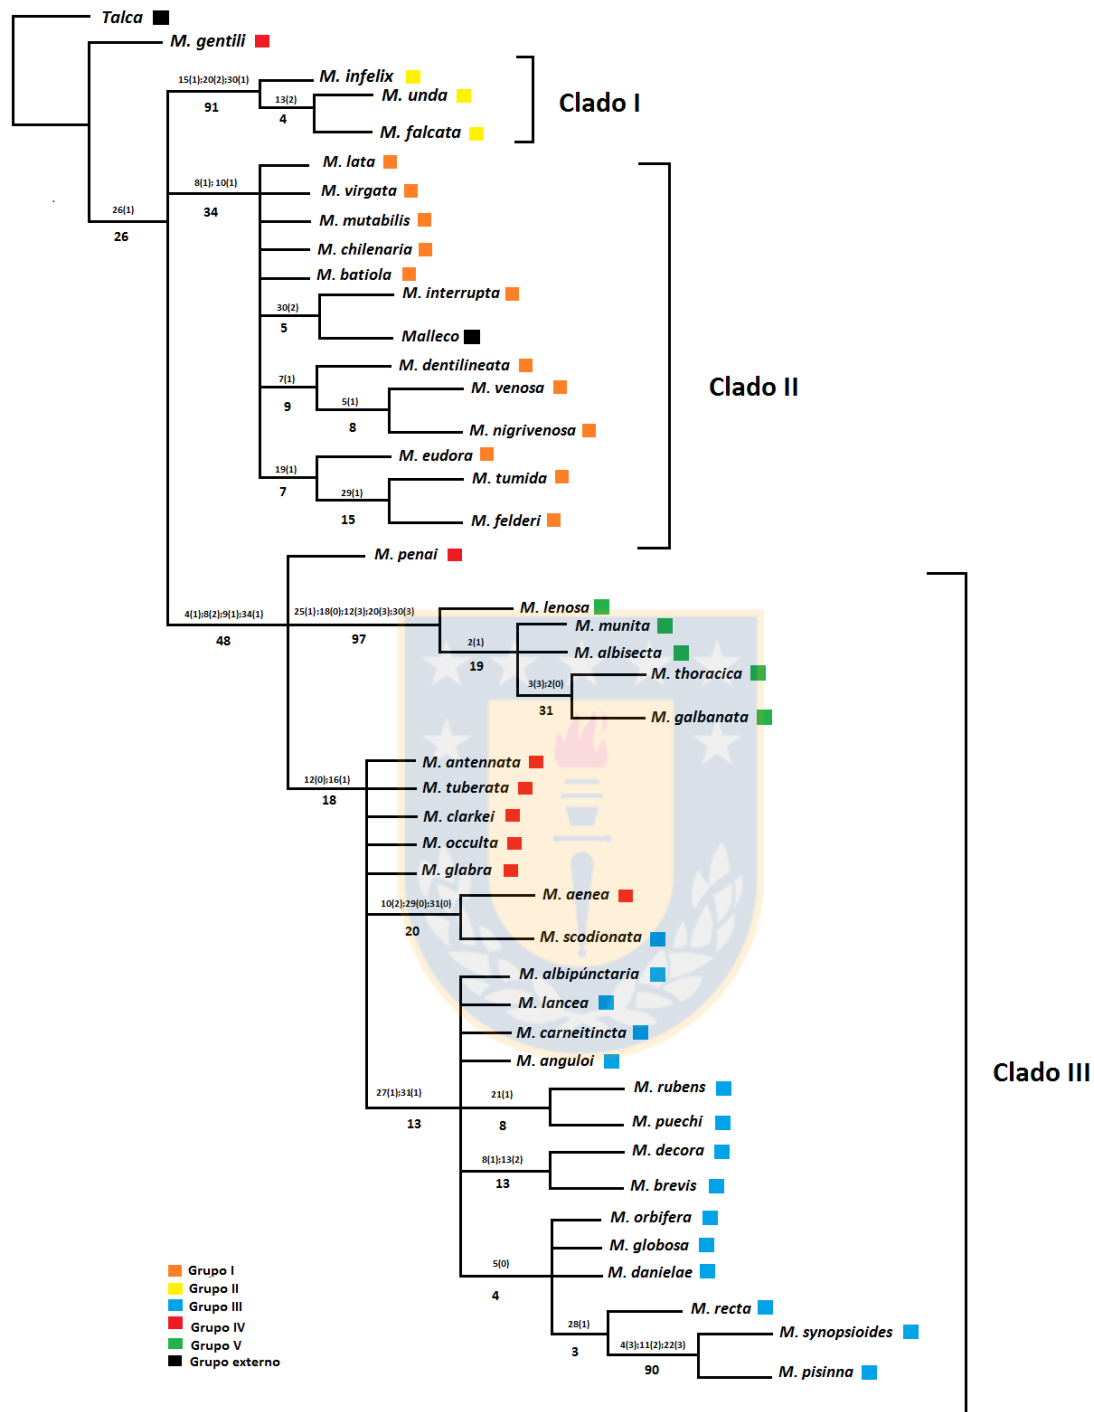 Talca
M. gentili
15(1);20(2);30(1)
91
M. infelix
13(2)
4
M. unda
M. falcata
Clado I
26(1)
26
8(1); 10(1)
34
M. lata
M. virgata
M. mutabilis
M. chilenaria
M. batiola
30(2)
5
M. interrupta
Malleco
7(1)
9
M. dentilineata
5(1)
8
M. venosa
M. nigrivenosa
19(1)
7
M. eudora
29(1)
15
M. tumida
M. felderi
Clado II
4(1);8(2);9(1);34(1)
48
M. penai
25(1);18(0);12(3);20(3);30(3)
97
M. lenosa
2(1)
19
M. munita
M. albisecta
3(3);2(0)
31
M. thoracica
M. galbanata
12(0);16(1)
18
M. antennata
M. tuberata
M. clarkei
M. occulta
M. glabra
10(2);29(0);31(0)
20
M. aenea
M. scodionata
27(1);31(1)
13
M. albipúnctaria
M. lancea
M. carneitincta
M. anguloi
21(1)
8
M. rubens
M. puechi
8(1);13(2)
13
M. decora
M. brevis
5(0)
4
M. orbifera
M. globosa
M. danielae
28(1)
3
M. recta
4(3);11(2);22(3)
90
M. synopsioides
M. pisinna
Clado III
Grupo I
Grupo II
Grupo III
Grupo IV
Grupo V
Grupo externo